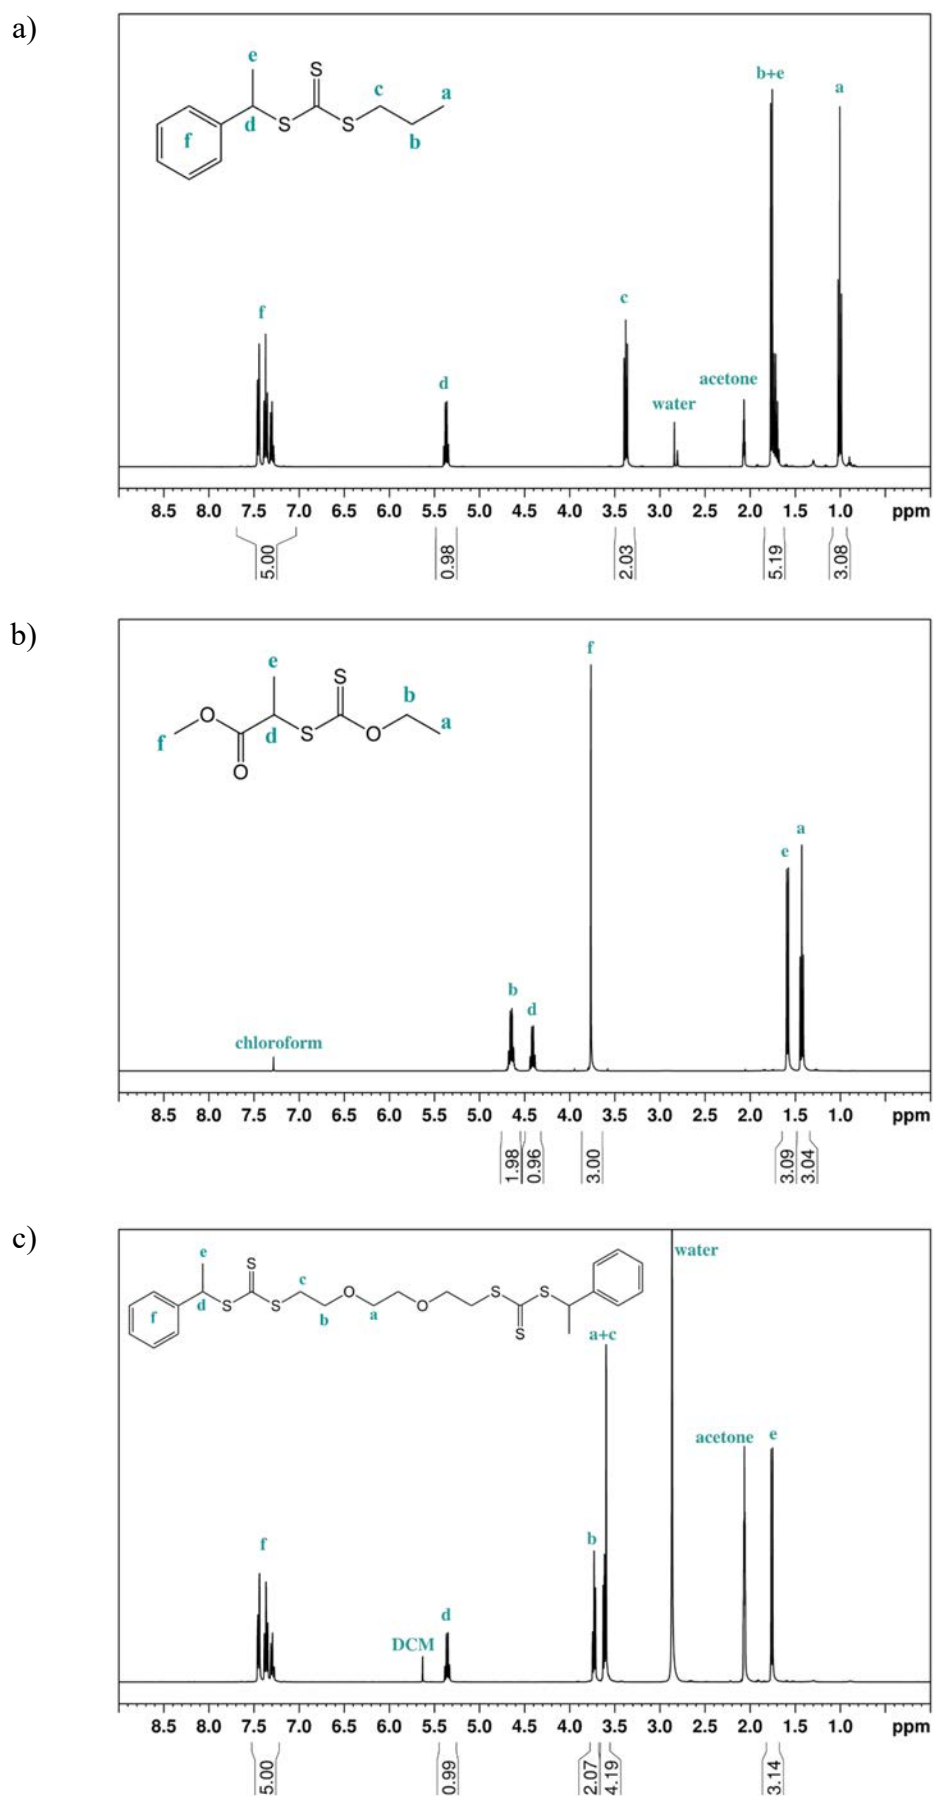 a)
e
S
b+e
c
a
a
f
d
S
S
b
f
c
d
acetone
water
8.5 8.0 7.5 7.0 6.5 6.0 5.5 5.0 4.5 4.0 3.5 3.0 2.5 2.0 1.5 1.0 ppm
5.00 0.98 2.03 5.19 3.08
b)
f
e
S
b
O
a
f
d
S
O
O
a
e
b
d
chloroform
8.5 8.0 7.5 7.0 6.5 6.0 5.5 5.0 4.5 4.0 3.5 3.0 2.5 2.0 1.5 1.0 ppm
1.98 0.96 3.00 3.09 3.04
c)
e
S
c
water
f
d
S
S
O
b
a
O
S
S
S
a+c
acetone
e
b
f
d
DCM
8.5 8.0 7.5 7.0 6.5 6.0 5.5 5.0 4.5 4.0 3.5 3.0 2.5 2.0 1.5 1.0 ppm
5.00 0.99 2.07 4.19 3.14